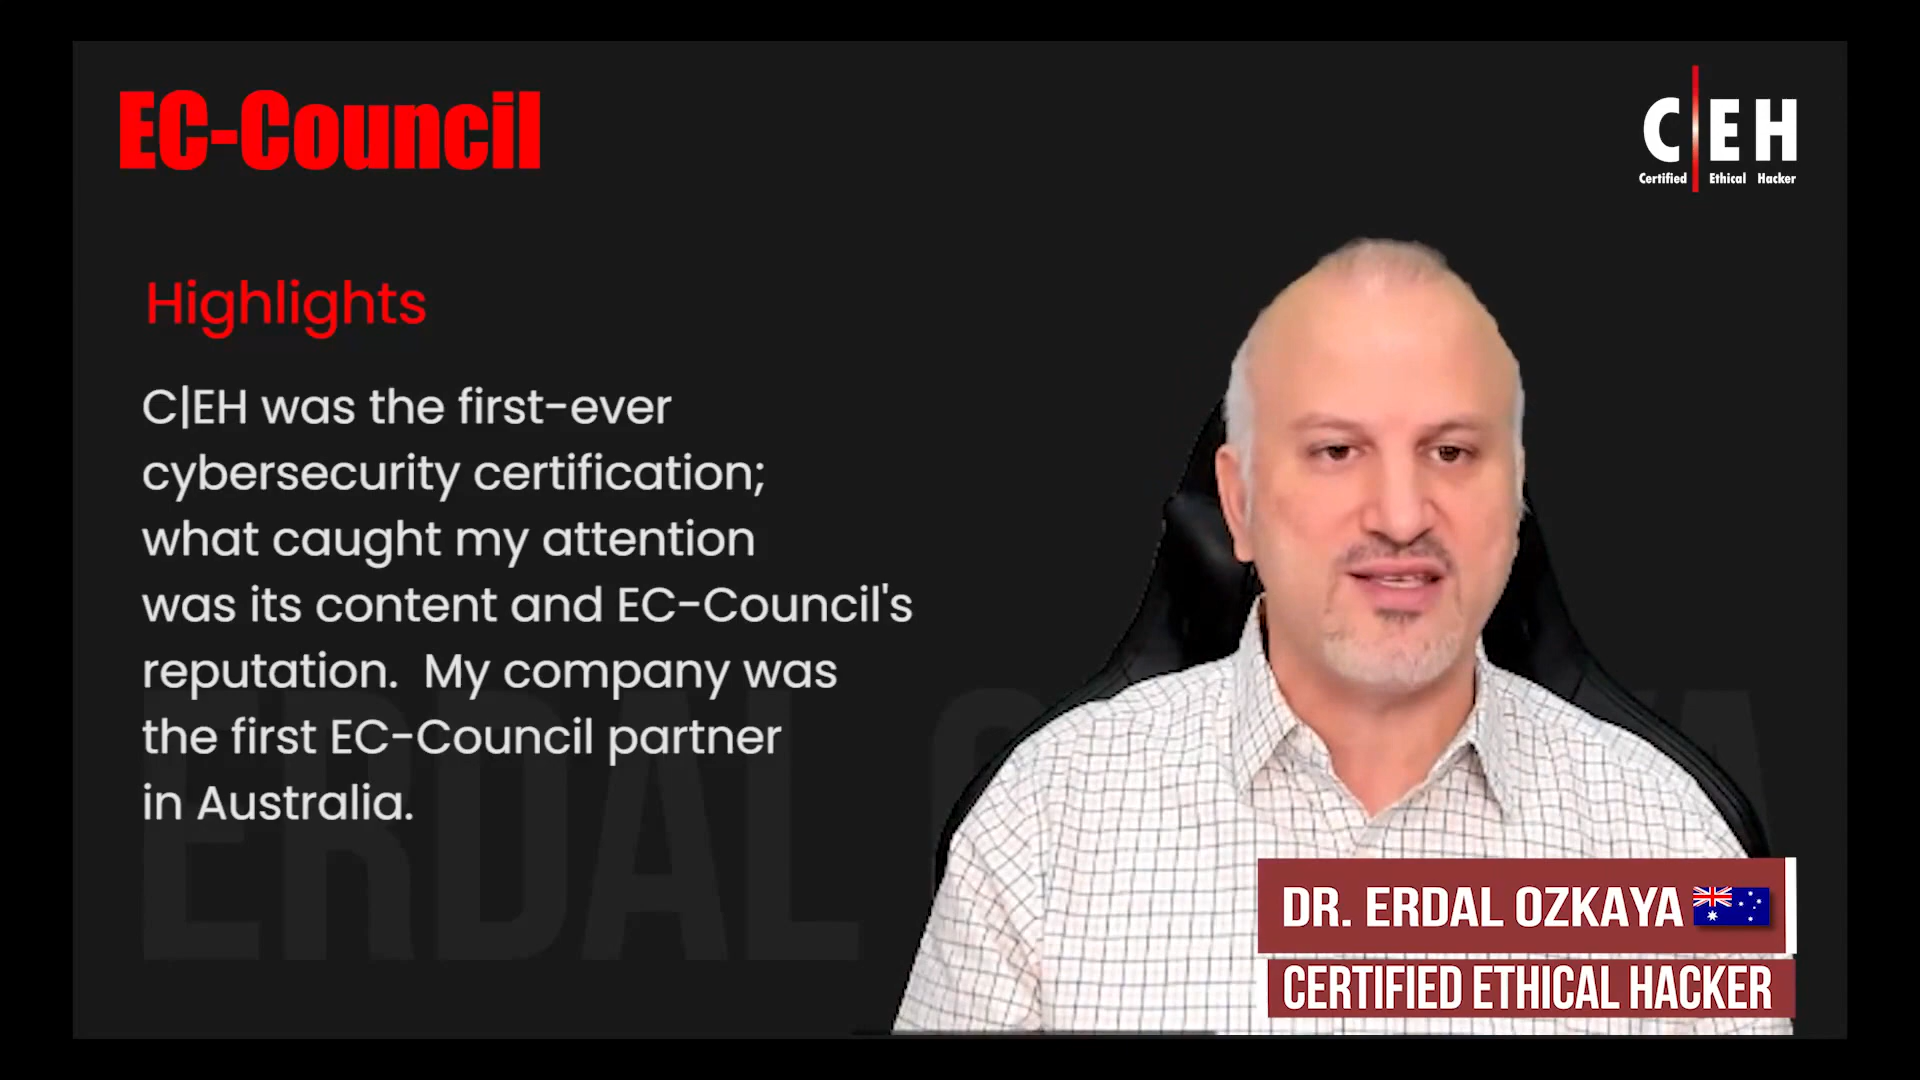 EC-Council
C|EH
Certified Ethical Hacker
Highlights
C|EH was the first-ever
cybersecurity certification;
what caught my attention
was its content and EC-Council's
reputation.  My company was
the first EC-Council partner
in Australia.
ERDAL OZKAYA
DR. ERDAL OZKAYA
CERTIFIED ETHICAL HACKER